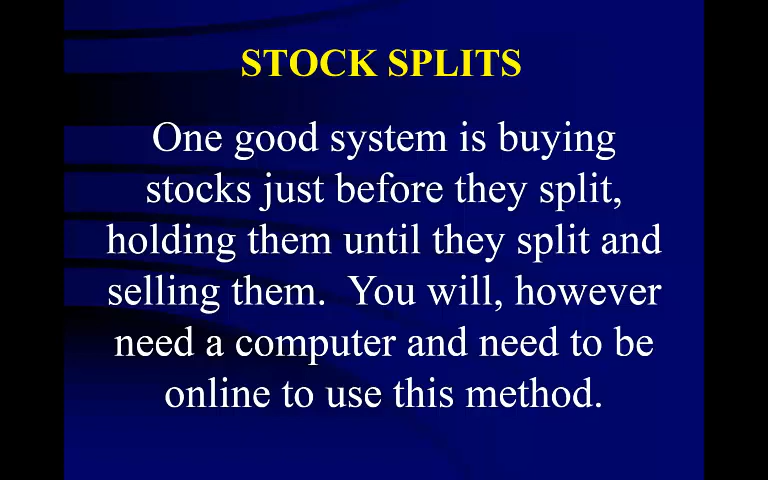 STOCK SPLITS
One good system is buying
stocks just before they split,
holding them until they split and
selling them.  You will, however
need a computer and need to be
online to use this method.